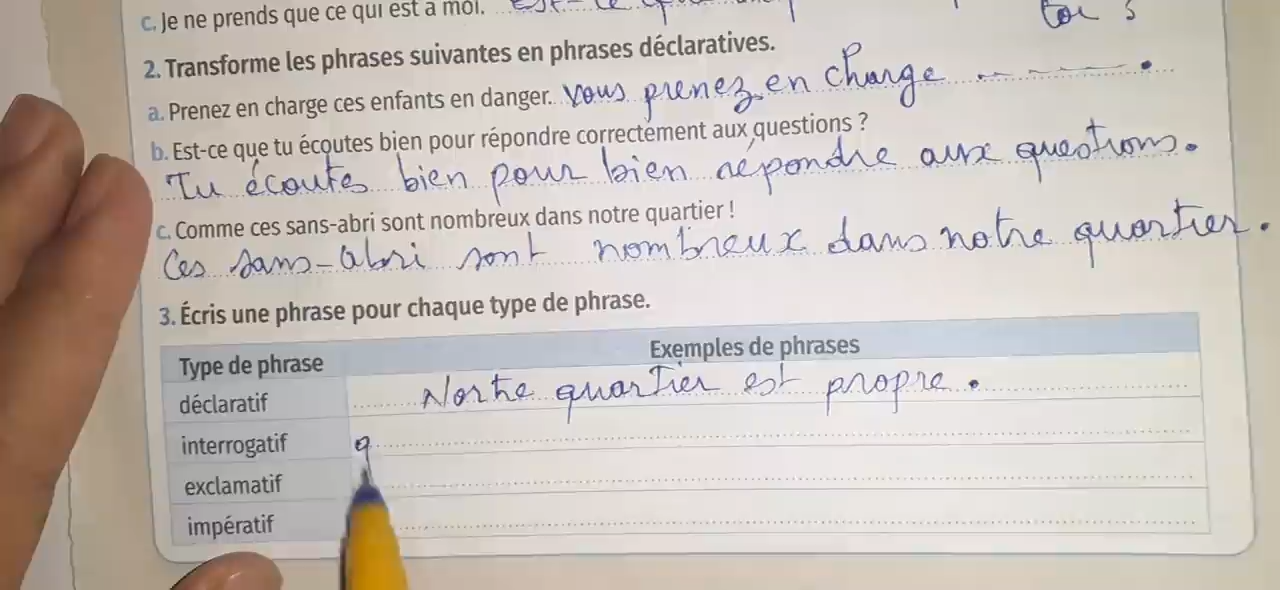 c. Je ne prends que ce qui est à moi. Est-ce
toi s
2. Transforme les phrases suivantes en phrases déclaratives.
a. Prenez en charge ces enfants en danger. Vous prenez en charge ------.
b. Est-ce que tu écoutes bien pour répondre correctement aux questions ?
Tu écoutes bien pour bien répondre aux questions.
c. Comme ces sans-abri sont nombreux dans notre quartier !
Ces sans-abri sont nombreux dans notre quartier.
3. Écris une phrase pour chaque type de phrase.
Type de phrase Exemples de phrases
déclaratif Nortre quartier est propre.
interrogatif q
exclamatif
impératif